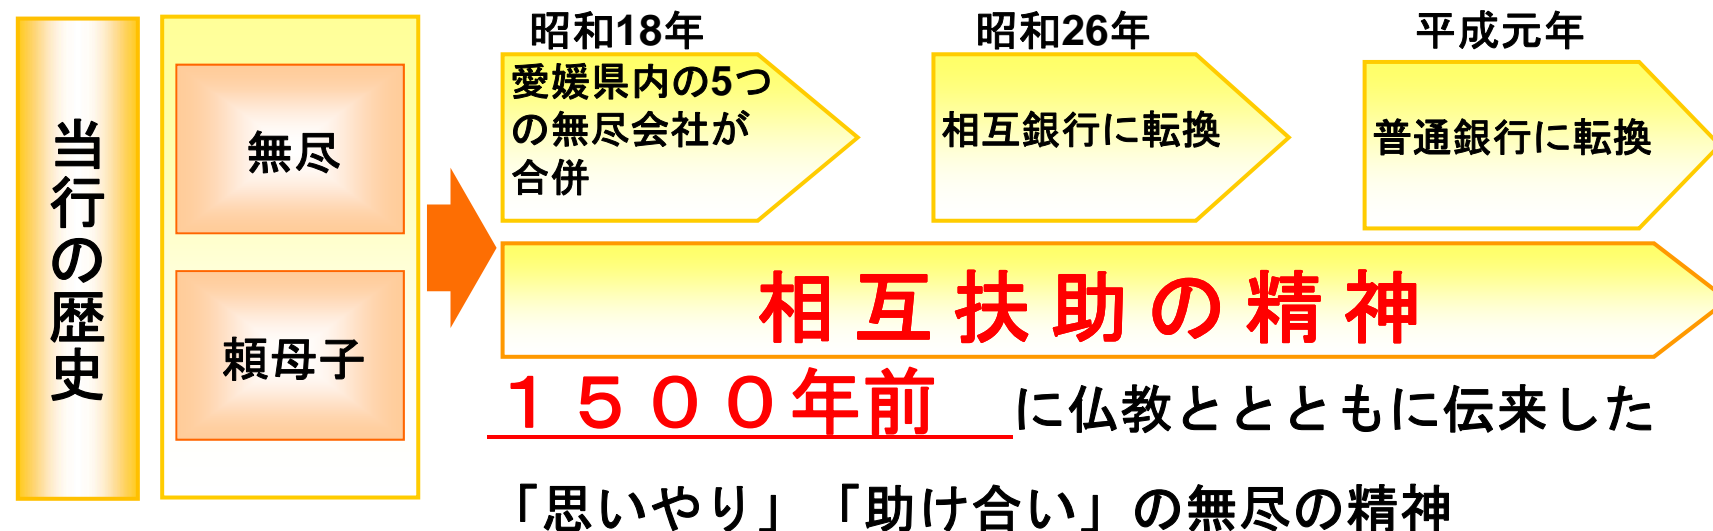 当行の歴史
無尽
頼母子
昭和18年
愛媛県内の5つ
の無尽会社が
合併
昭和26年
相互銀行に転換
平成元年
普通銀行に転換
相互扶助の精神
１５００年前 に仏教ととともに伝来した
「思いやり」「助け合い」の無尽の精神